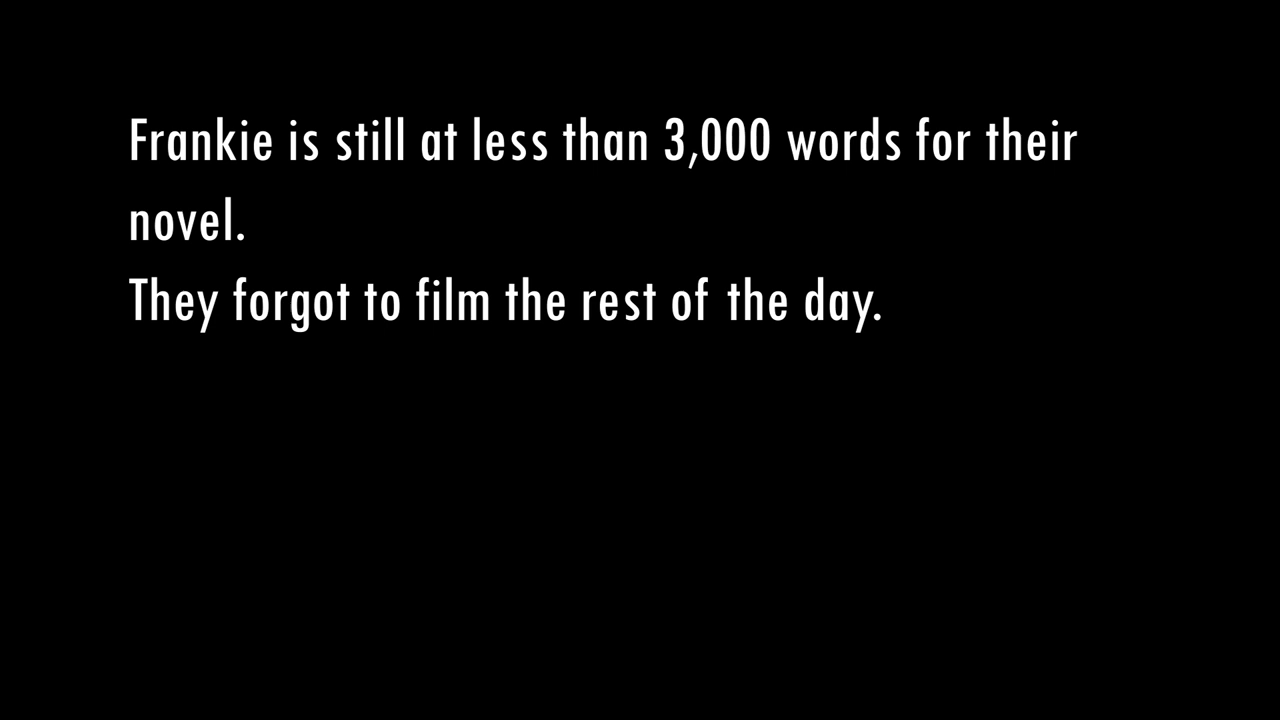 Frankie is still at less than 3,000 words for their
novel.
They forgot to film the rest of the day.